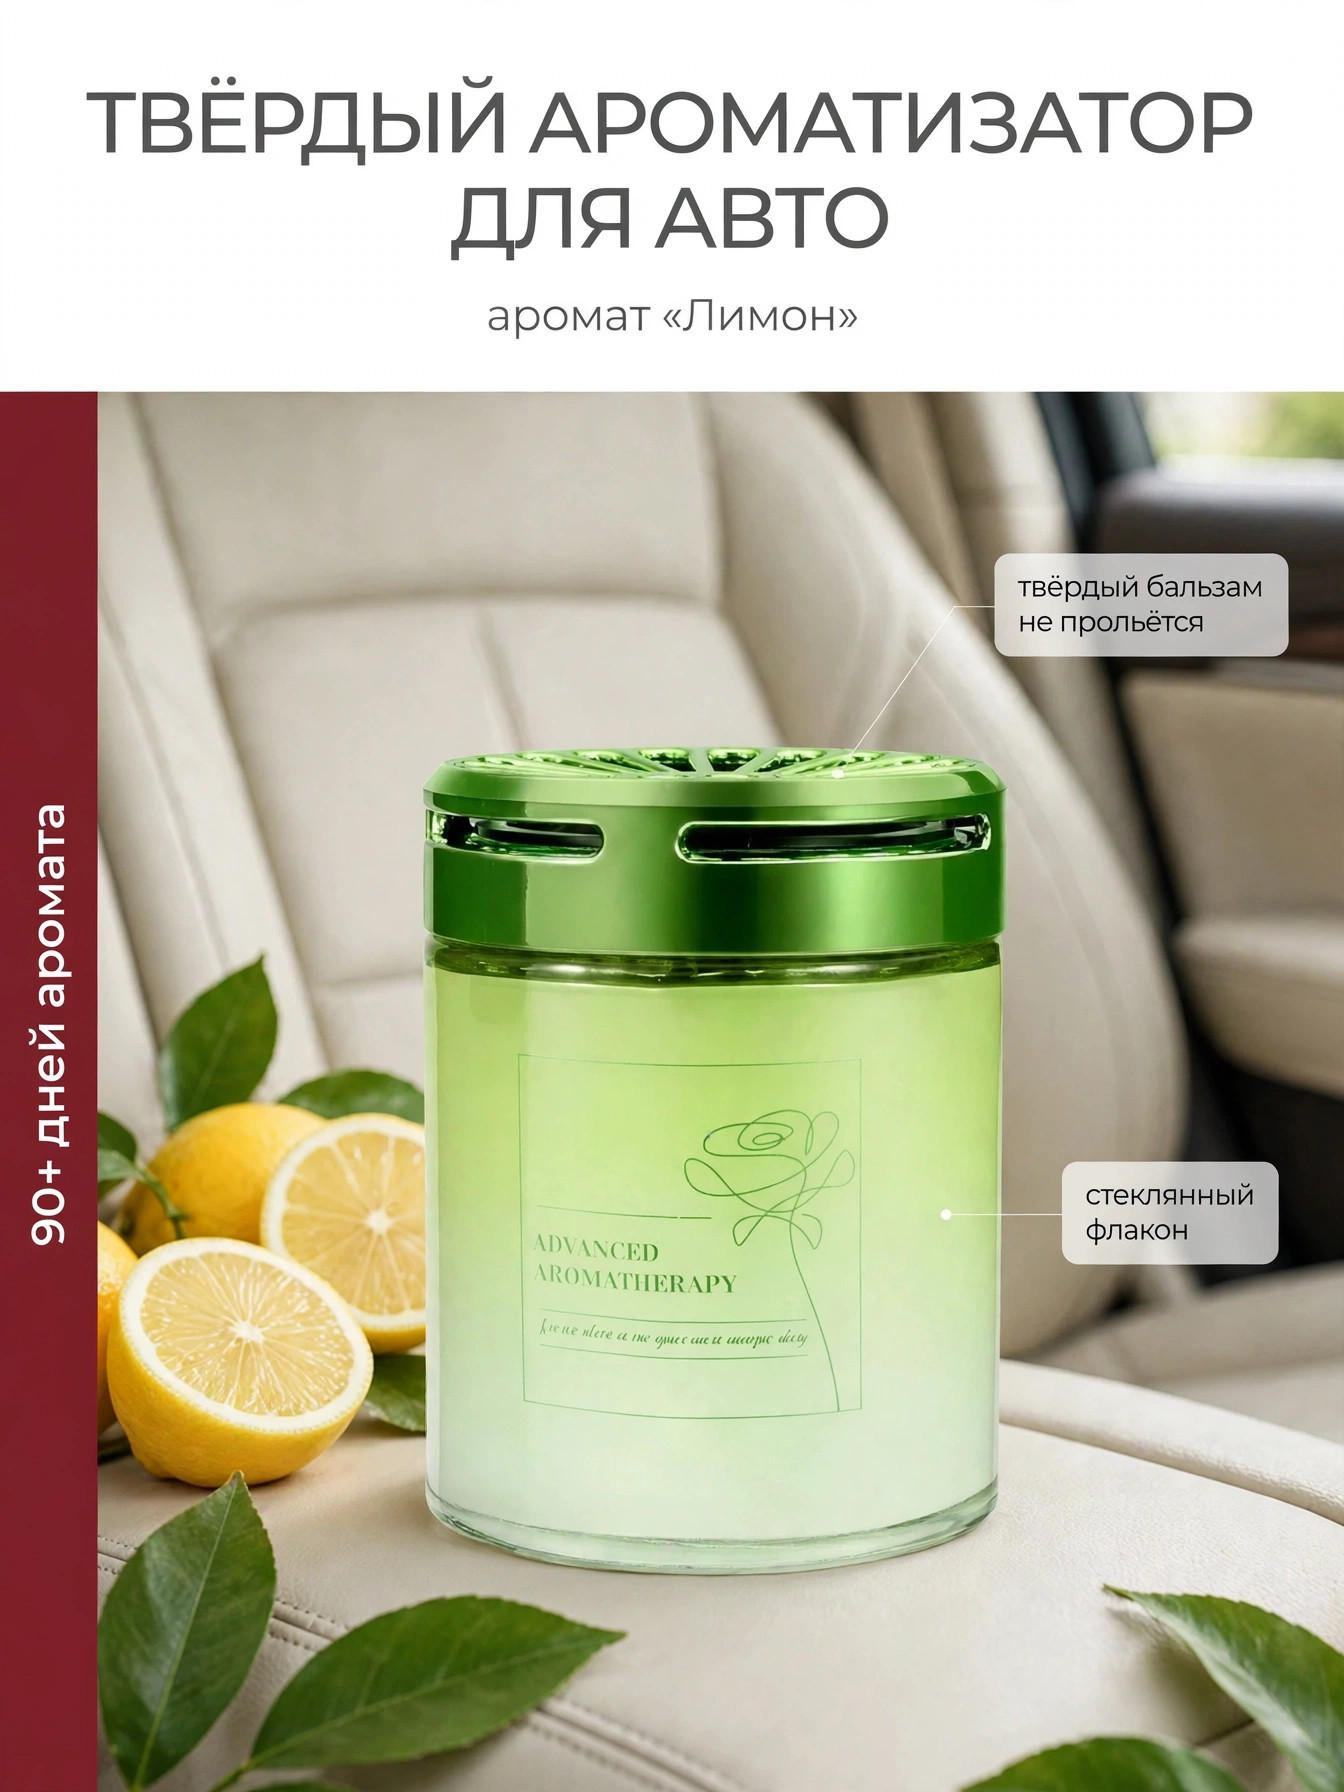 ТВЁРДЫЙ АРОМАТИЗАТОР
ДЛЯ АВТО
аромат «Лимон»
90+ дней аромата
твёрдый бальзам
не прольётся
стеклянный
флакон
ADVANCED
AROMATHERAPY